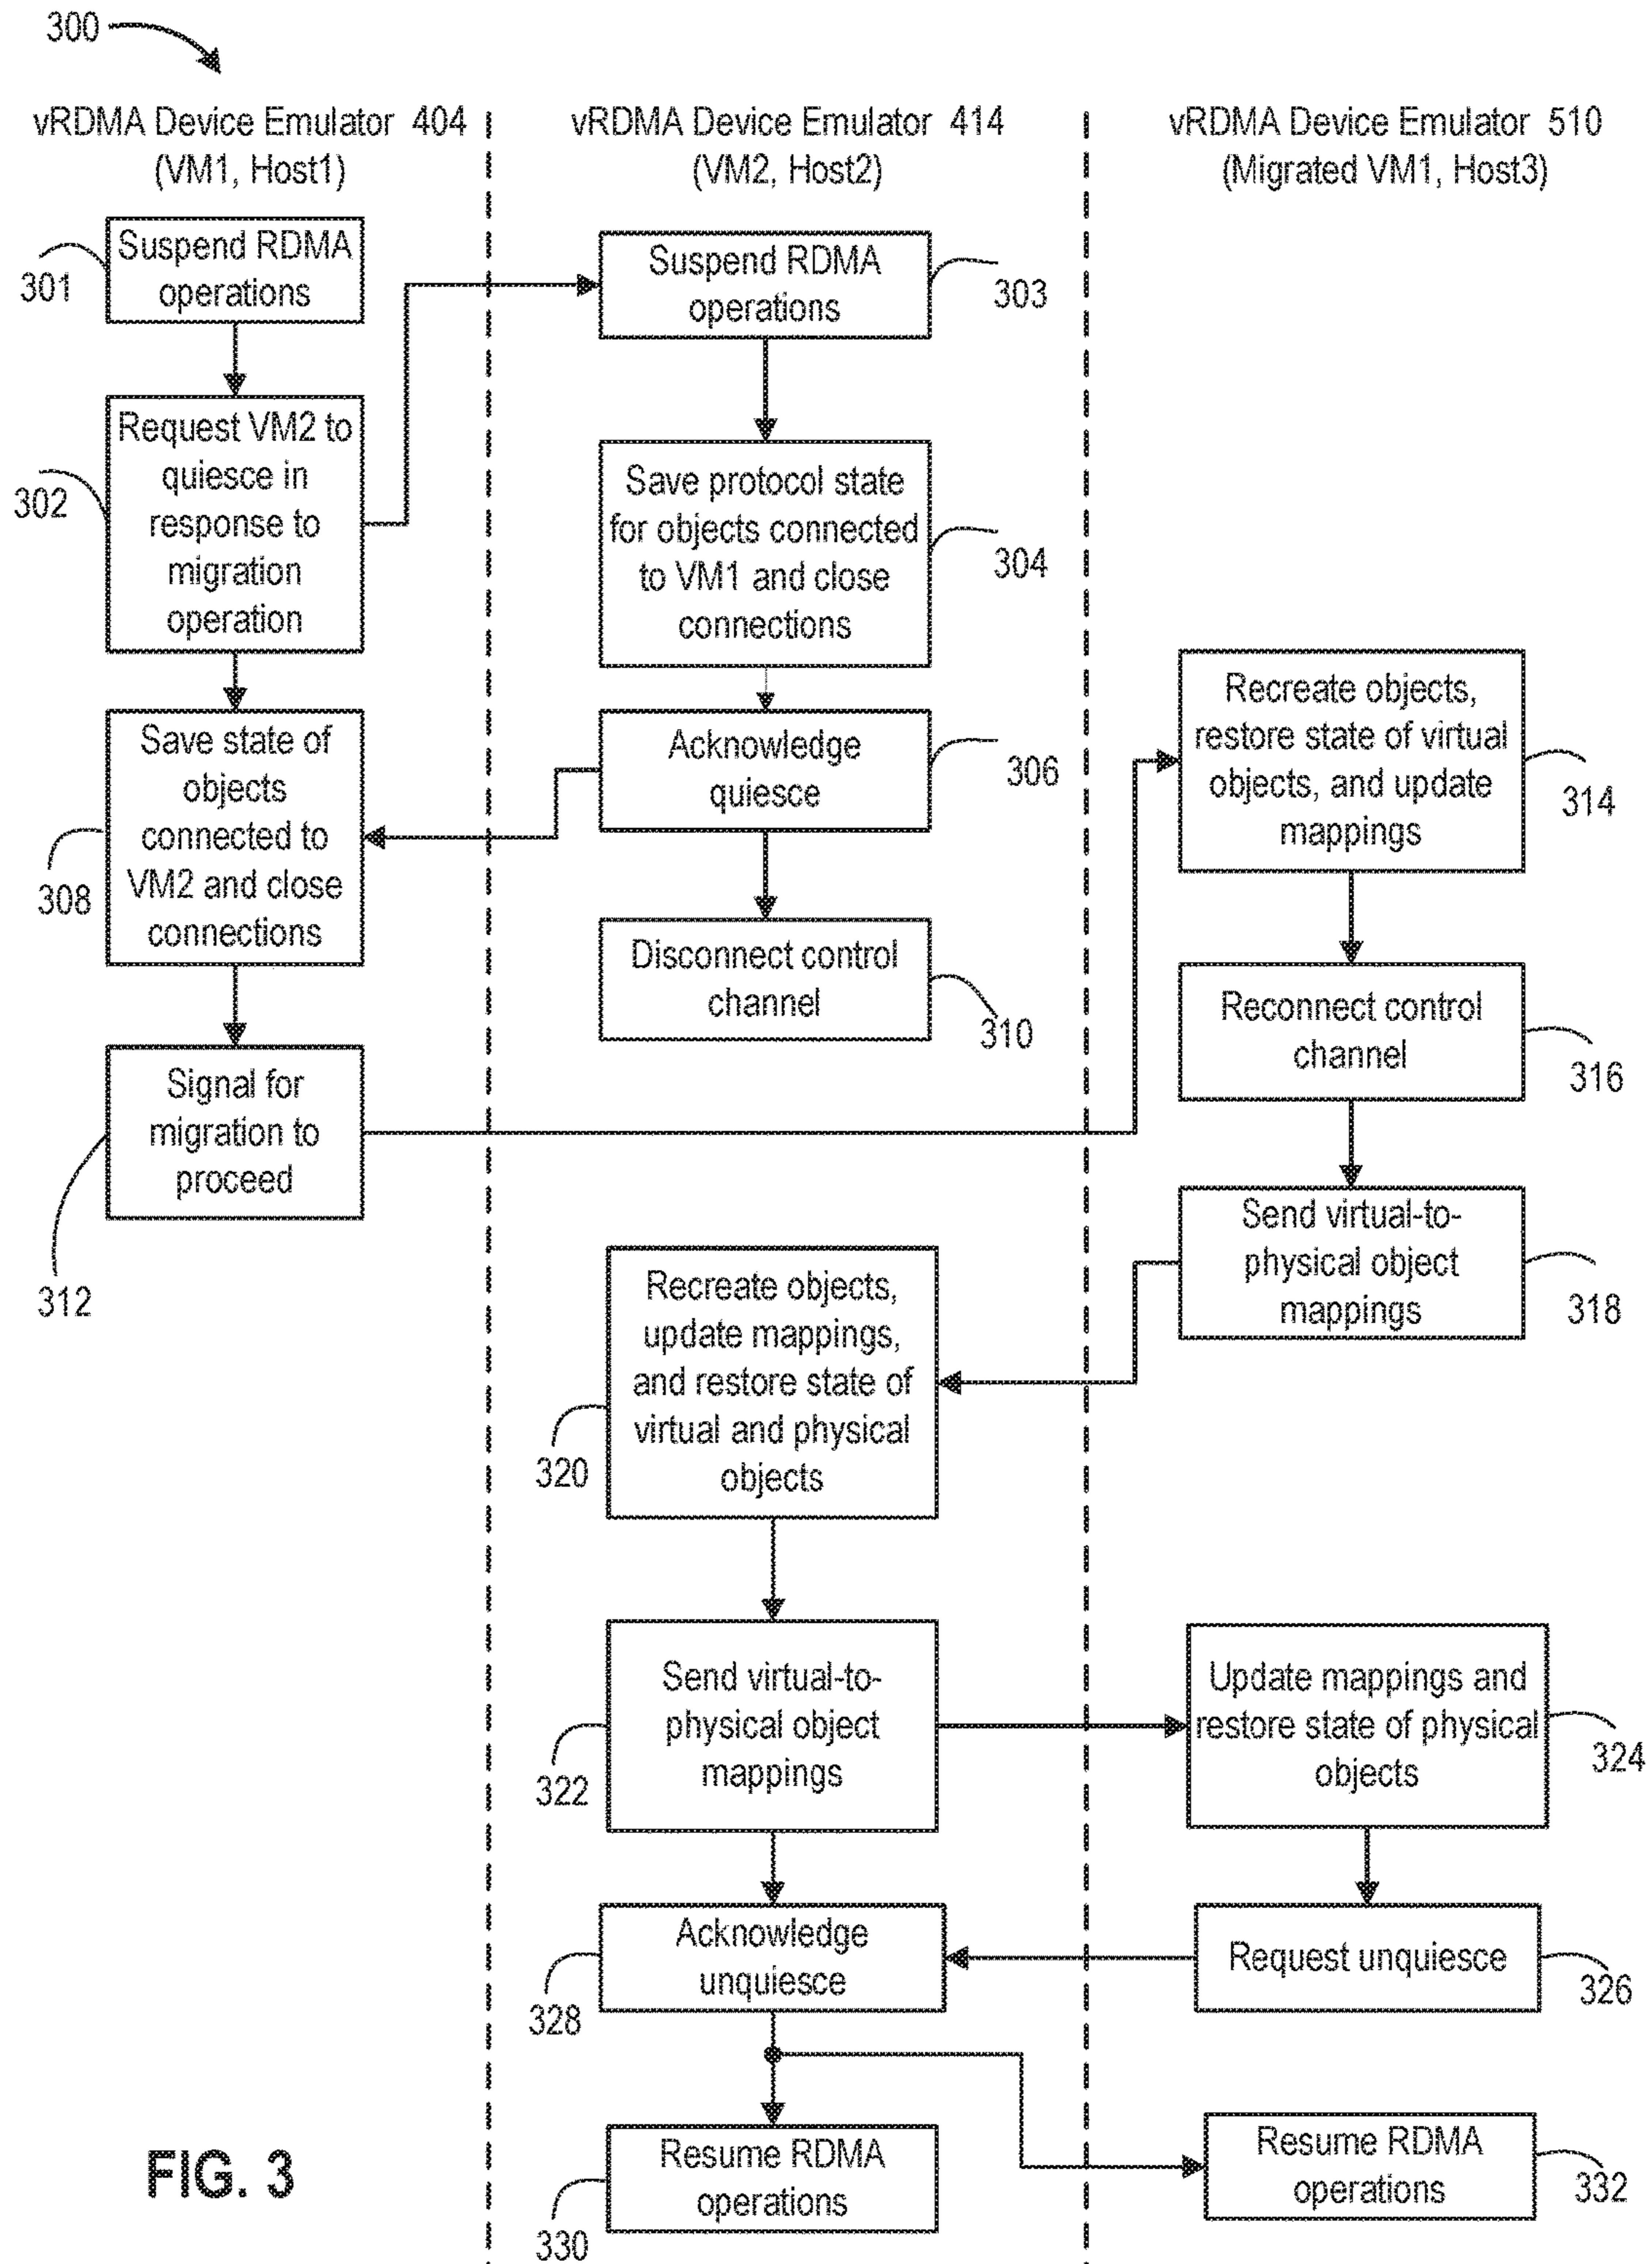 300
vRDMA Device Emulator 404
(VM1, Host1)
vRDMA Device Emulator 414
(VM2, Host2)
vRDMA Device Emulator 510
(Migrated VM1, Host3)
Suspend RDMA
operations
301
Request VM2 to
quiesce in
response to
migration
operation
302
Suspend RDMA
operations
303
Save protocol state
for objects connected
to VM1 and close
connections
304
Acknowledge
quiesce
306
Save state of
objects
connected to
VM2 and close
connections
308
Disconnect control
channel
310
Signal for
migration to
proceed
312
Recreate objects,
restore state of virtual
objects, and update
mappings
314
Reconnect control
channel
316
Send virtual-to-
physical object
mappings
318
Recreate objects,
update mappings,
and restore state of
virtual and physical
objects
320
Send virtual-to-
physical object
mappings
322
Update mappings and
restore state of physical
objects
324
Request unquiesce
326
Acknowledge
unquiesce
328
Resume RDMA
operations
330
Resume RDMA
operations
332
FIG. 3